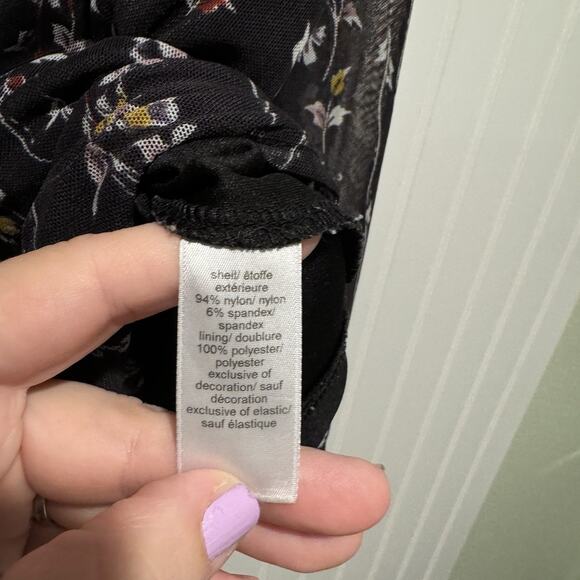 shell/ étoffe
extérieure
94% nylon/ nylon
6% spandex/
spandex
lining/ doublure
100% polyester/
polyester
exclusive of
decoration/ sauf
décoration
exclusive of elastic/
sauf élastique